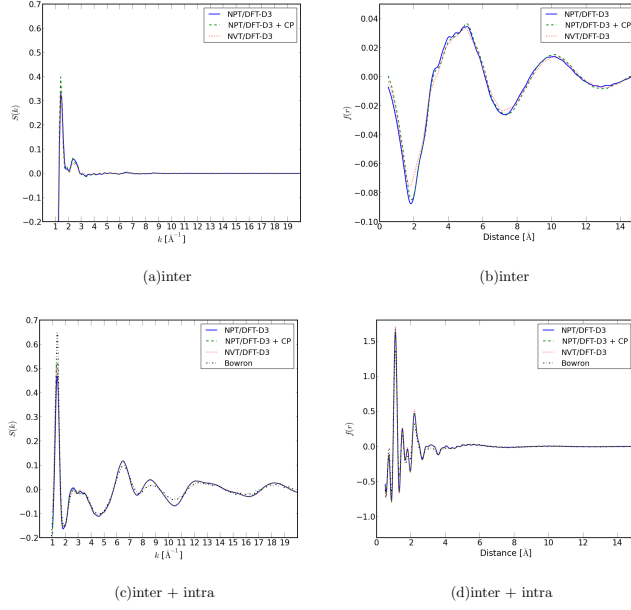 0.7
0.6
0.5
0.4
0.3
0.2
0.1
0.0
−0.1
−0.2
S(k)
NPT/DFT-D3
NPT/DFT-D3 + CP
NVT/DFT-D3
1 2 3 4 5 6 7 8 9 10 11 12 13 14 15 16 17 18 19
k [Å⁻¹]
(a)inter
0.04
0.02
0.00
−0.02
−0.04
−0.06
−0.08
−0.10
f(r)
NPT/DFT-D3
NPT/DFT-D3 + CP
NVT/DFT-D3
0 2 4 6 8 10 12 14
Distance [Å]
(b)inter
0.7
0.6
0.5
0.4
0.3
0.2
0.1
0.0
−0.1
−0.2
S(k)
NPT/DFT-D3
NPT/DFT-D3 + CP
NVT/DFT-D3
Bowron
1 2 3 4 5 6 7 8 9 10 11 12 13 14 15 16 17 18 19
k [Å⁻¹]
(c)inter + intra
1.5
1.0
0.5
0.0
−0.5
−1.0
f(r)
NPT/DFT-D3
NPT/DFT-D3 + CP
NVT/DFT-D3
Bowron
0 2 4 6 8 10 12 14
Distance [Å]
(d)inter + intra